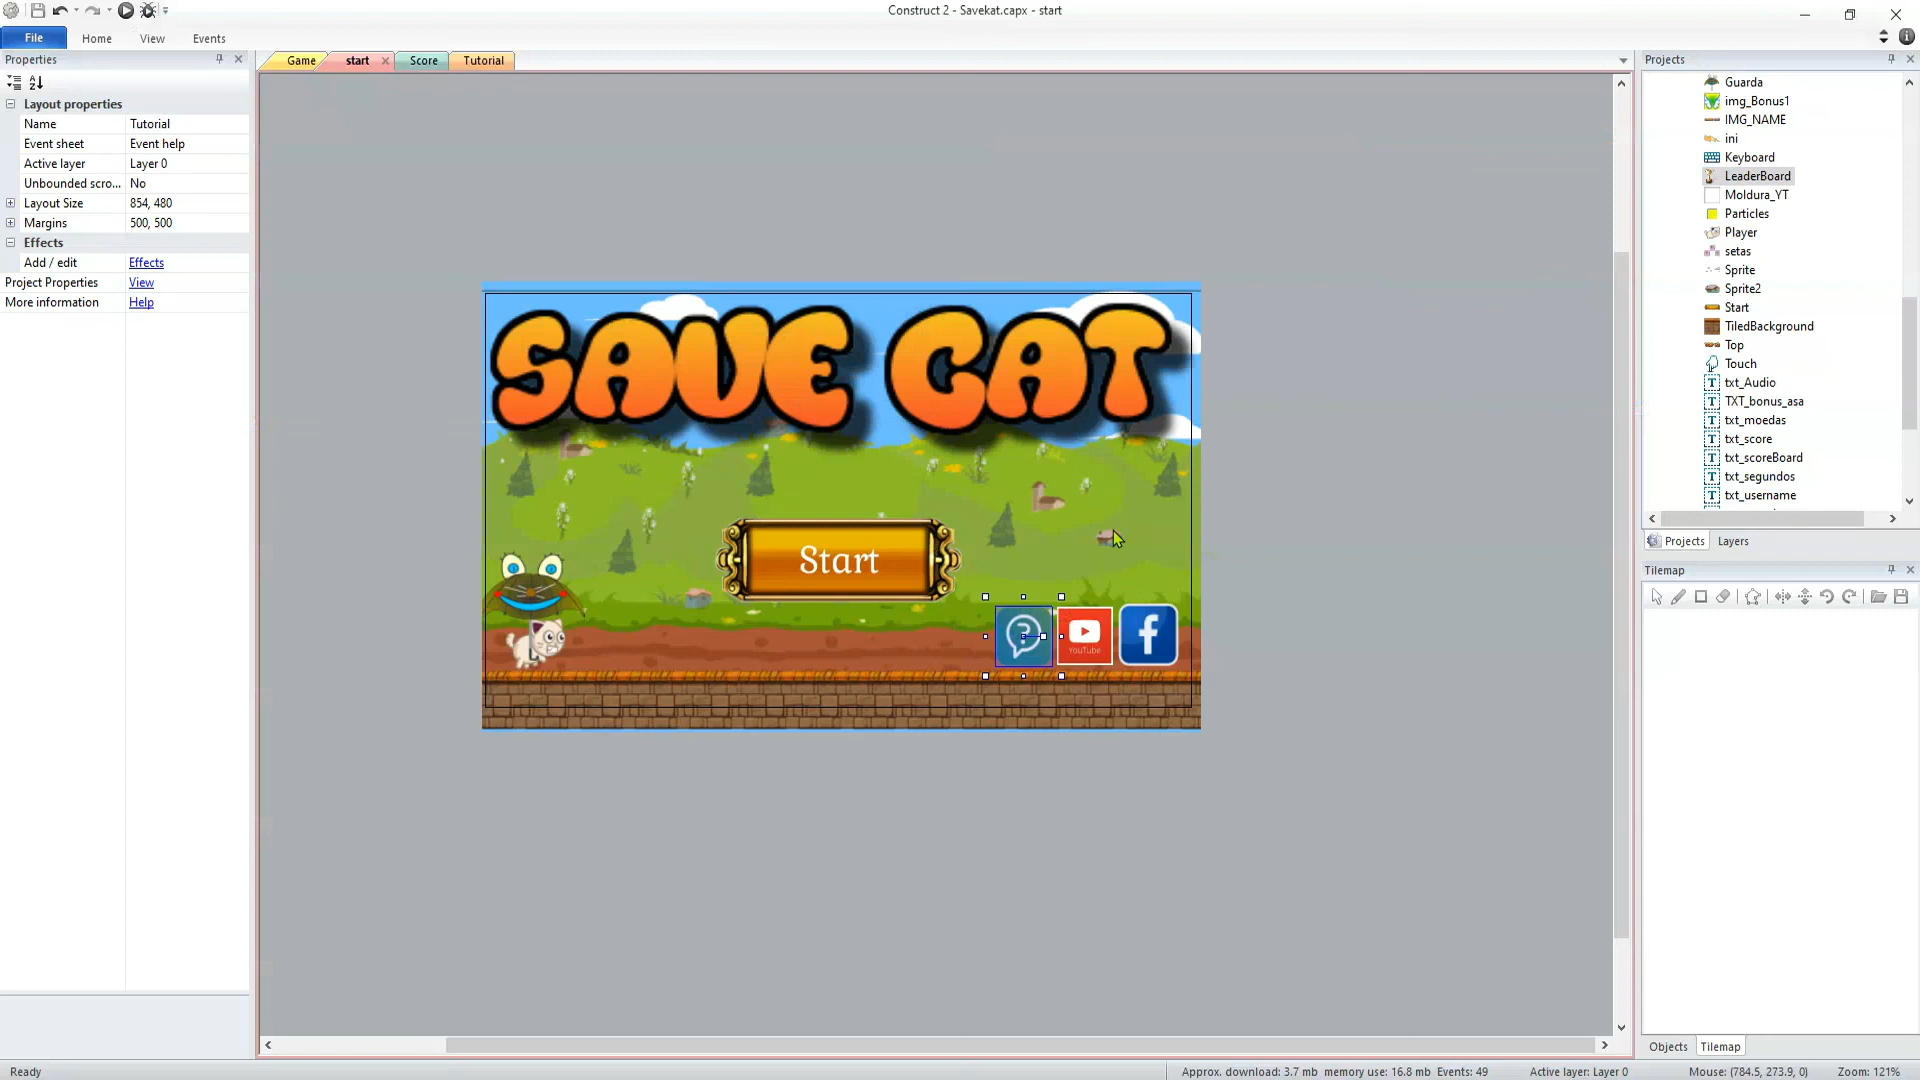 Construct 2 - Savekat.capx - start
File Home View Events
Properties
Layout properties
Name Tutorial
Event sheet Event help
Active layer Layer 0
Unbounded scro... No
Layout Size 854, 480
Margins 500, 500
Effects
Add / edit Effects
Project Properties View
More information Help
Game start Score Tutorial
SAVE CAT
Start
YouTube
Projects
Guarda
img_Bonus1
IMG_NAME
ini
Keyboard
LeaderBoard
Moldura_YT
Particles
Player
setas
Sprite
Sprite2
Start
TiledBackground
Top
Touch
txt_Audio
TXT_bonus_asa
txt_moedas
txt_score
txt_scoreBoard
txt_segundos
txt_username
Projects Layers
Tilemap
Objects Tilemap
Ready
Approx. download: 3.7 mb memory use: 16.8 mb Events: 49 Active layer: Layer 0 Mouse: (784.5, 273.9, 0) Zoom: 121%